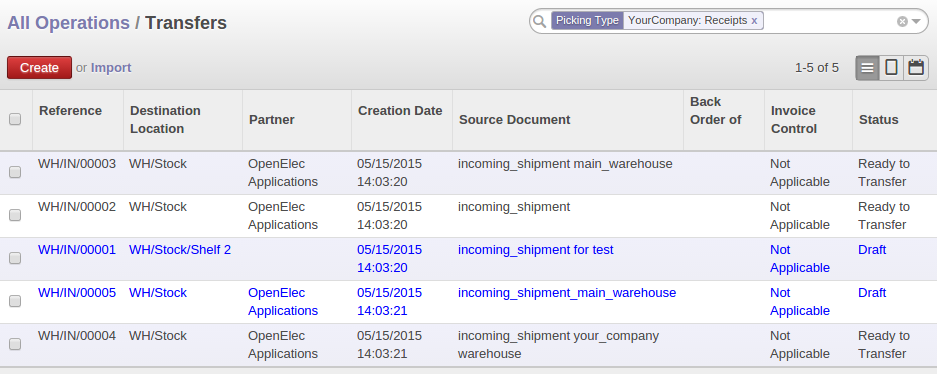 All Operations / Transfers
Picking Type YourCompany: Receipts x
Create or Import
1-5 of 5
Reference Destination Location Partner Creation Date Source Document Back Order of Invoice Control Status
WH/IN/00003 WH/Stock OpenElec Applications 05/15/2015 14:03:20 incoming_shipment main_warehouse Not Applicable Ready to Transfer
WH/IN/00002 WH/Stock OpenElec Applications 05/15/2015 14:03:20 incoming_shipment Not Applicable Ready to Transfer
WH/IN/00001 WH/Stock/Shelf 2 05/15/2015 14:03:20 incoming_shipment for test Not Applicable Draft
WH/IN/00005 WH/Stock OpenElec Applications 05/15/2015 14:03:21 incoming_shipment_main_warehouse Not Applicable Draft
WH/IN/00004 WH/Stock OpenElec Applications 05/15/2015 14:03:21 incoming_shipment your_company warehouse Not Applicable Ready to Transfer